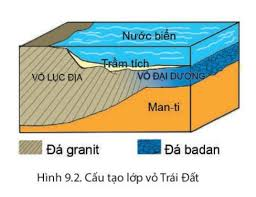 Nước biển
Trầm tích
VỎ LỤC ĐỊA
VỎ ĐẠI DƯƠNG
Man-ti
Đá granit
Đá badan
Hình 9.2. Cấu tạo lớp vỏ Trái Đất